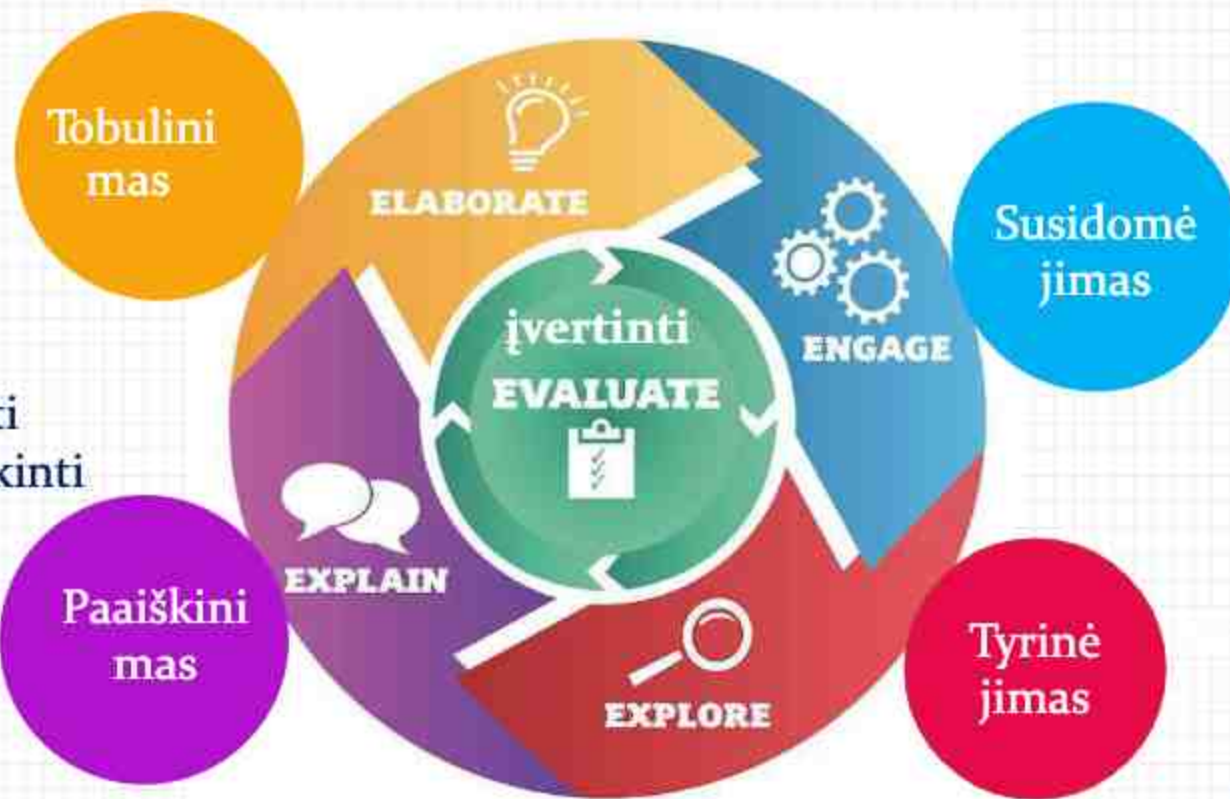 Tobulini
mas
ELABORATE
Susidomė
jimas
ENGAGE
įvertinti
EVALUATE
Paaiškini
mas
EXPLAIN
EXPLORE
Tyrinė
jimas